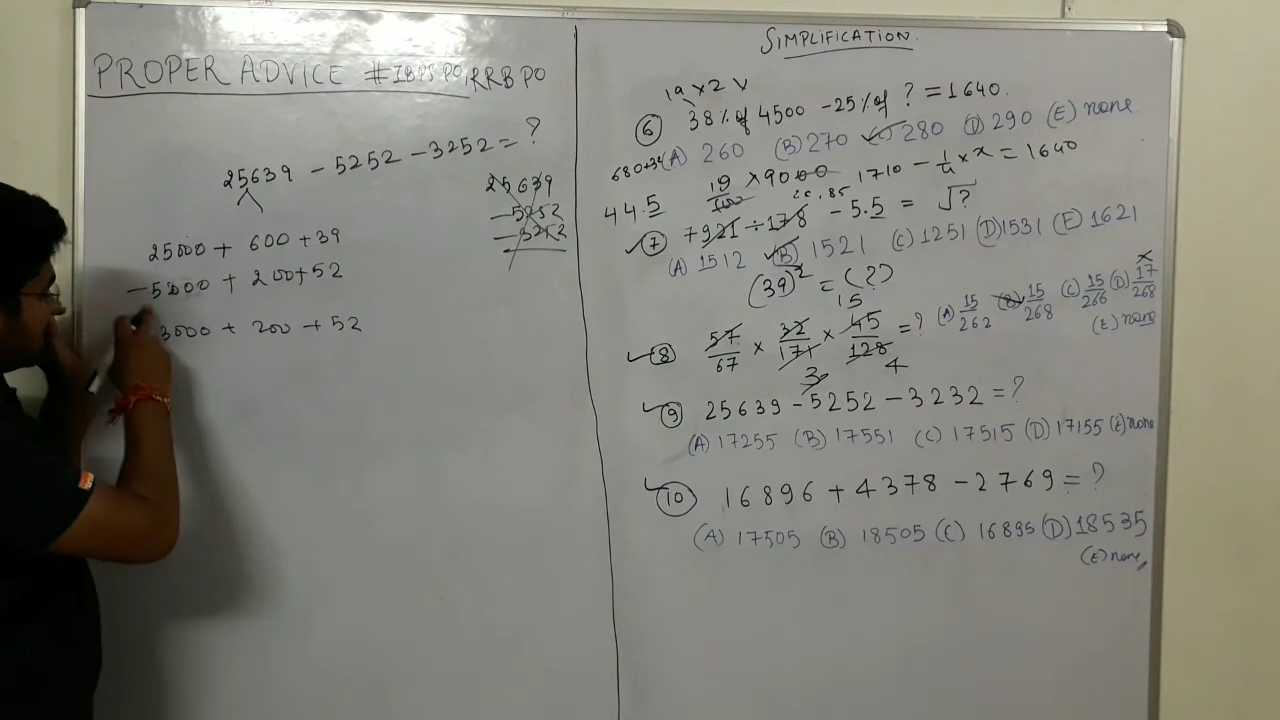 PROPER ADVICE #IBPS PO, RRB PO
25639 - 5252 - 3252 = ?
25639
- 5252
- 3252
25000 + 600 + 39
- 5000 + 200 + 52
3000 + 200 + 52
SIMPLIFICATION.
19 × 2 ×
6 38% of 4500 - 25% of ? = 1640.
(A) 260 (B) 270 (C) 280 (D) 290 (E) none
19/100 × 9000 1710 - 1/4 × x = 1640
44.5
7 7921 ÷ 178 - 5.5 = √?
(A) 1512 (B) 1521 (C) 1251 (D) 1531 (E) 1621
(39)² = (?)
15
8 57/67 × 32/171 × 45/128 = ? (A) 15/262 (B) 15/268 (C) 15/266 (D) 17/268
(E) none
3 4
9 25639 - 5252 - 3232 = ?
(A) 17255 (B) 17551 (C) 17515 (D) 17155 (E) none
10 16896 + 4378 - 2769 = ?
(A) 17505 (B) 18505 (C) 16895 (D) 18535
(E) none